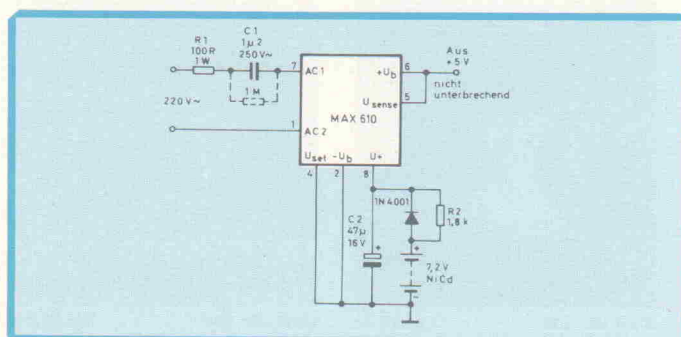 R1
100R
1W
C1
1µ2
250V~
1M
220V~
7
AC1
1
AC2
MAX 610
+Ub
6
Usense
5
Uset
-Ub
U+
4
2
8
Aus
+5V
nicht
unterbrechend
1N4001
R2
1,8k
C2
47µ
16V
+
+
7,2V
NiCd
-